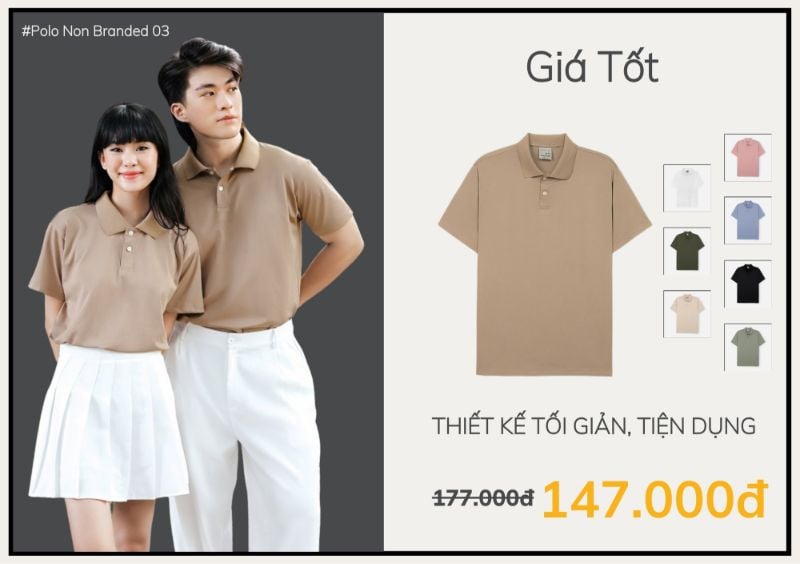 #Polo Non Branded 03
Giá Tốt
THIẾT KẾ TỐI GIẢN, TIỆN DỤNG
177.000đ 147.000đ